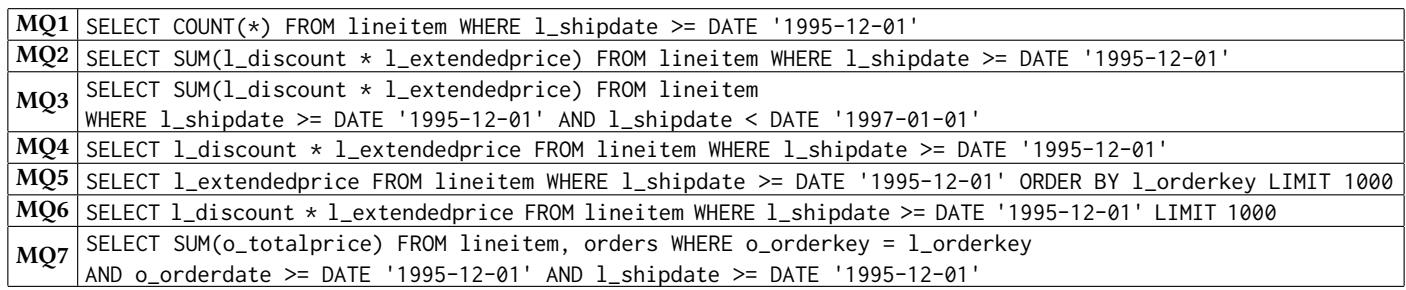 MQ1 SELECT COUNT(*) FROM lineitem WHERE l_shipdate >= DATE '1995-12-01'
MQ2 SELECT SUM(l_discount * l_extendedprice) FROM lineitem WHERE l_shipdate >= DATE '1995-12-01'
MQ3 SELECT SUM(l_discount * l_extendedprice) FROM lineitem
WHERE l_shipdate >= DATE '1995-12-01' AND l_shipdate < DATE '1997-01-01'
MQ4 SELECT l_discount * l_extendedprice FROM lineitem WHERE l_shipdate >= DATE '1995-12-01'
MQ5 SELECT l_extendedprice FROM lineitem WHERE l_shipdate >= DATE '1995-12-01' ORDER BY l_orderkey LIMIT 1000
MQ6 SELECT l_discount * l_extendedprice FROM lineitem WHERE l_shipdate >= DATE '1995-12-01' LIMIT 1000
MQ7 SELECT SUM(o_totalprice) FROM lineitem, orders WHERE o_orderkey = l_orderkey
AND o_orderdate >= DATE '1995-12-01' AND l_shipdate >= DATE '1995-12-01'